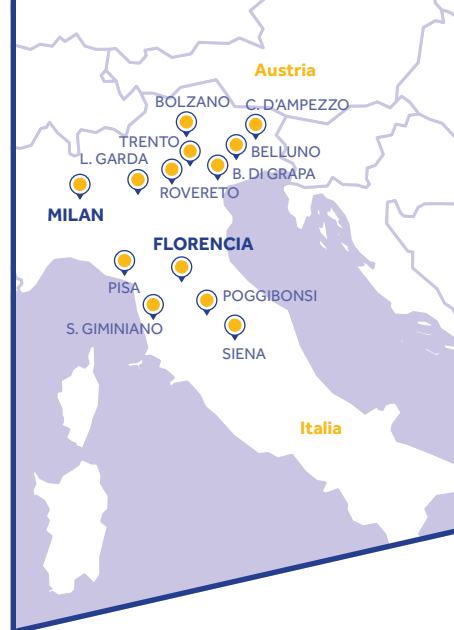 Austria
BOLZANO
C. D'AMPEZZO
TRENTO
BELLUNO
L. GARDA
B. DI GRAPA
ROVERETO
MILAN
FLORENCIA
PISA
POGGIBONSI
S. GIMINIANO
SIENA
Italia